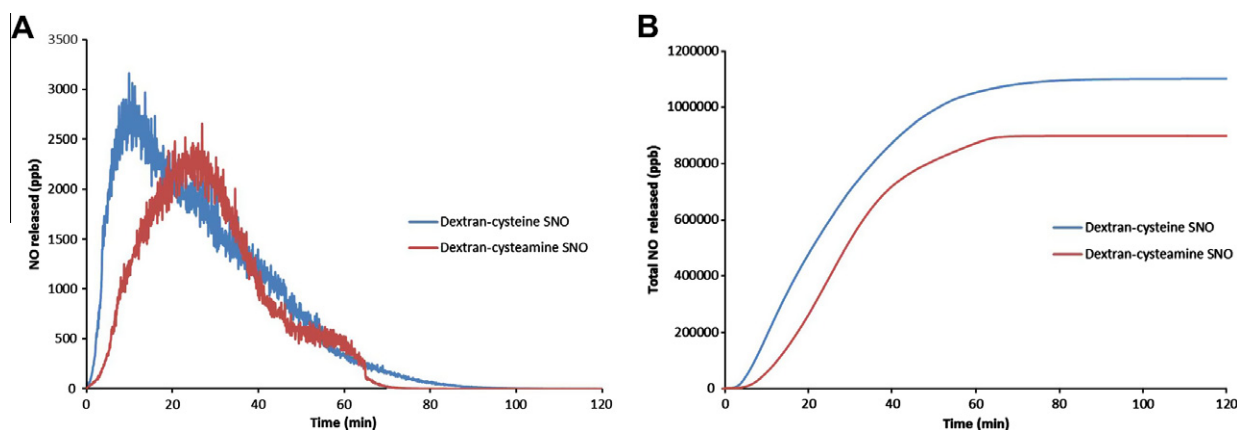 A
NO released (ppb)
3500
3000
2500
2000
1500
1000
500
0
0 20 40 60 80 100 120
Time (min)
Dextran-cysteine SNO
Dextran-cysteamine SNO
B
Total NO released (ppb)
1200000
1000000
800000
600000
400000
200000
0
0 20 40 60 80 100 120
Time (min)
Dextran-cysteine SNO
Dextran-cysteamine SNO